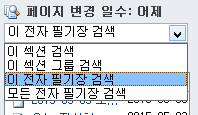 페이지 변경 일수: 어제
이 전자 필기장 검색
이 섹션 검색
이 섹션 그룹 검색
이 전자 필기장 검색
모든 전자 필기장 검색